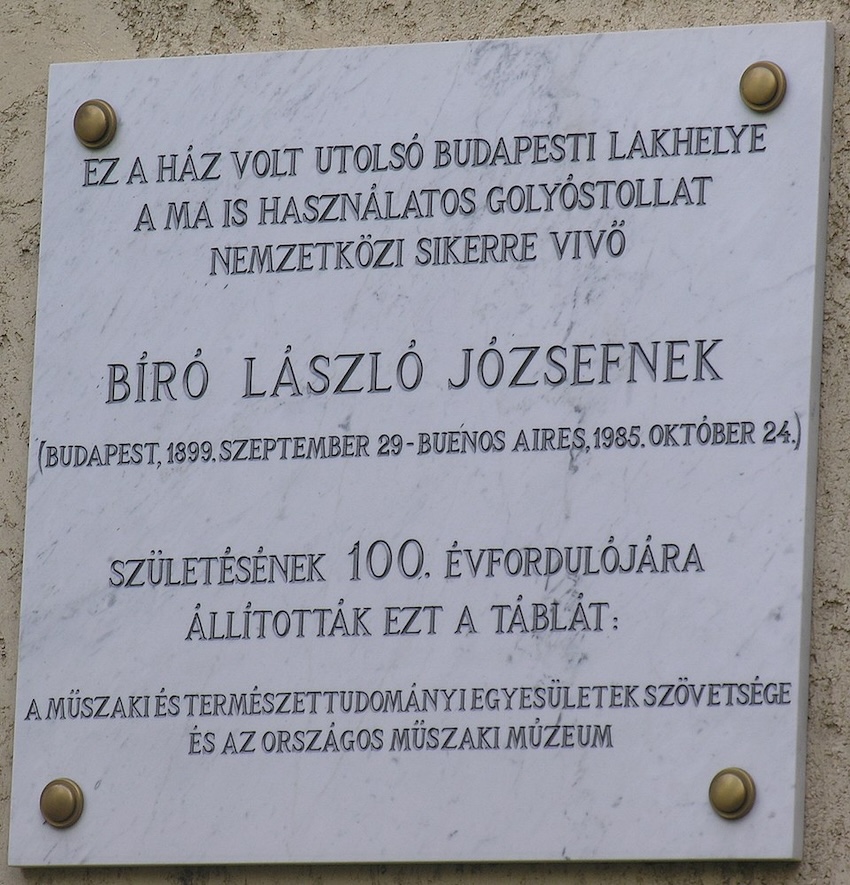 EZ A HÁZ VOLT UTOLSÓ BUDAPESTI LAKHELYE
A MA IS HASZNÁLATOS GOLYÓSTOLLAT
NEMZETKÖZI SIKERRE VIVŐ
BÍRÓ LÁSZLÓ JÓZSEFNEK
(BUDAPEST, 1899. SZEPTEMBER 29 - BUENOS AIRES, 1985. OKTÓBER 24.)
SZÜLETÉSÉNEK 100. ÉVFORDULÓJÁRA
ÁLLÍTOTTÁK EZT A TÁBLÁT:
A MŰSZAKI ÉS TERMÉSZETTUDOMÁNYI EGYESÜLETEK SZÖVETSÉGE
ÉS AZ ORSZÁGOS MŰSZAKI MÚZEUM